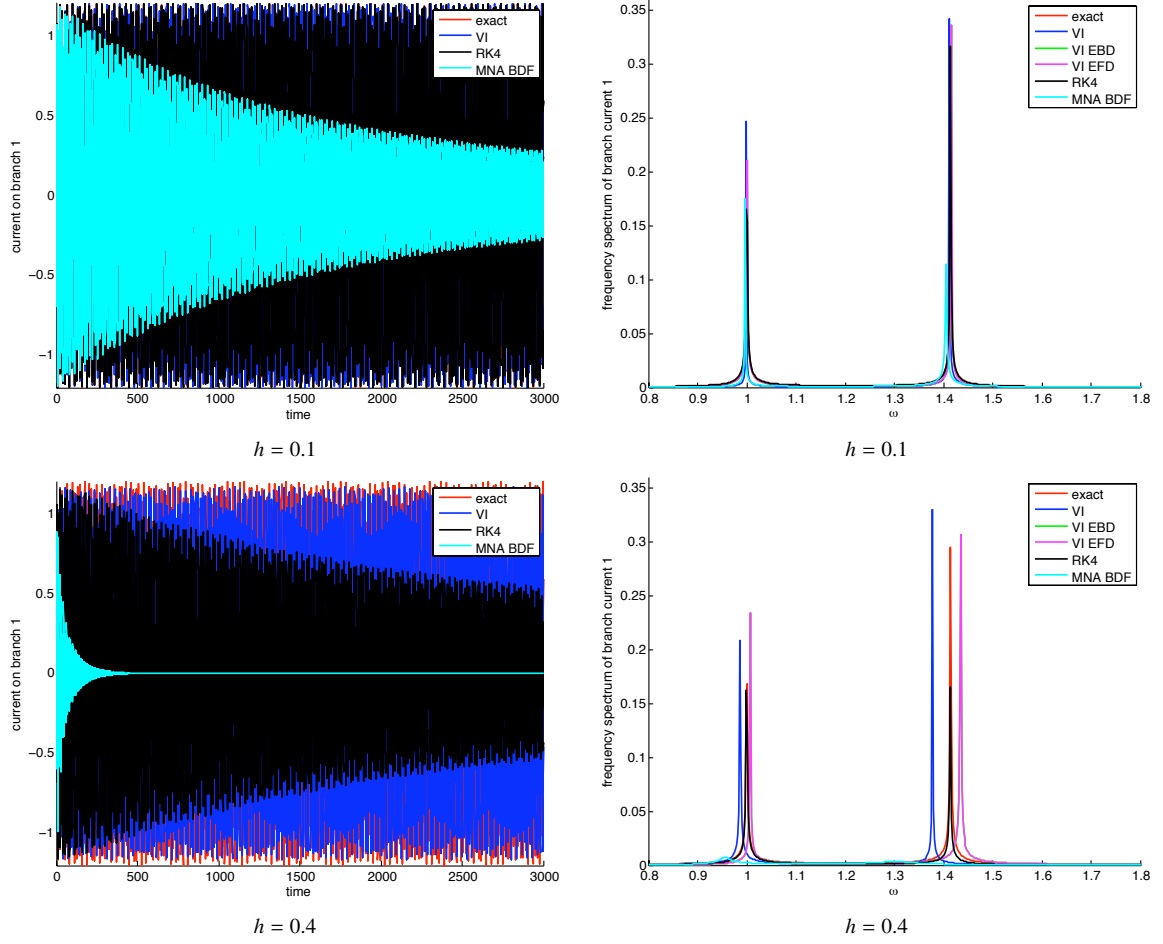 exact
VI
RK4
MNA BDF
current on branch 1
1
0.5
0
−0.5
−1
0
500
1000
1500
2000
2500
3000
time
h = 0.1
exact
VI
VI EBD
VI EFD
RK4
MNA BDF
frequency spectrum of branch current 1
0.35
0.3
0.25
0.2
0.15
0.1
0.05
0
0.8
0.9
1
1.1
1.2
1.3
1.4
1.5
1.6
1.7
1.8
ω
h = 0.1
exact
VI
RK4
MNA BDF
current on branch 1
1
0.5
0
−0.5
−1
0
500
1000
1500
2000
2500
3000
time
h = 0.4
exact
VI
VI EBD
VI EFD
RK4
MNA BDF
frequency spectrum of branch current 1
0.35
0.3
0.25
0.2
0.15
0.1
0.05
0
0.8
0.9
1
1.1
1.2
1.3
1.4
1.5
1.6
1.7
1.8
ω
h = 0.4